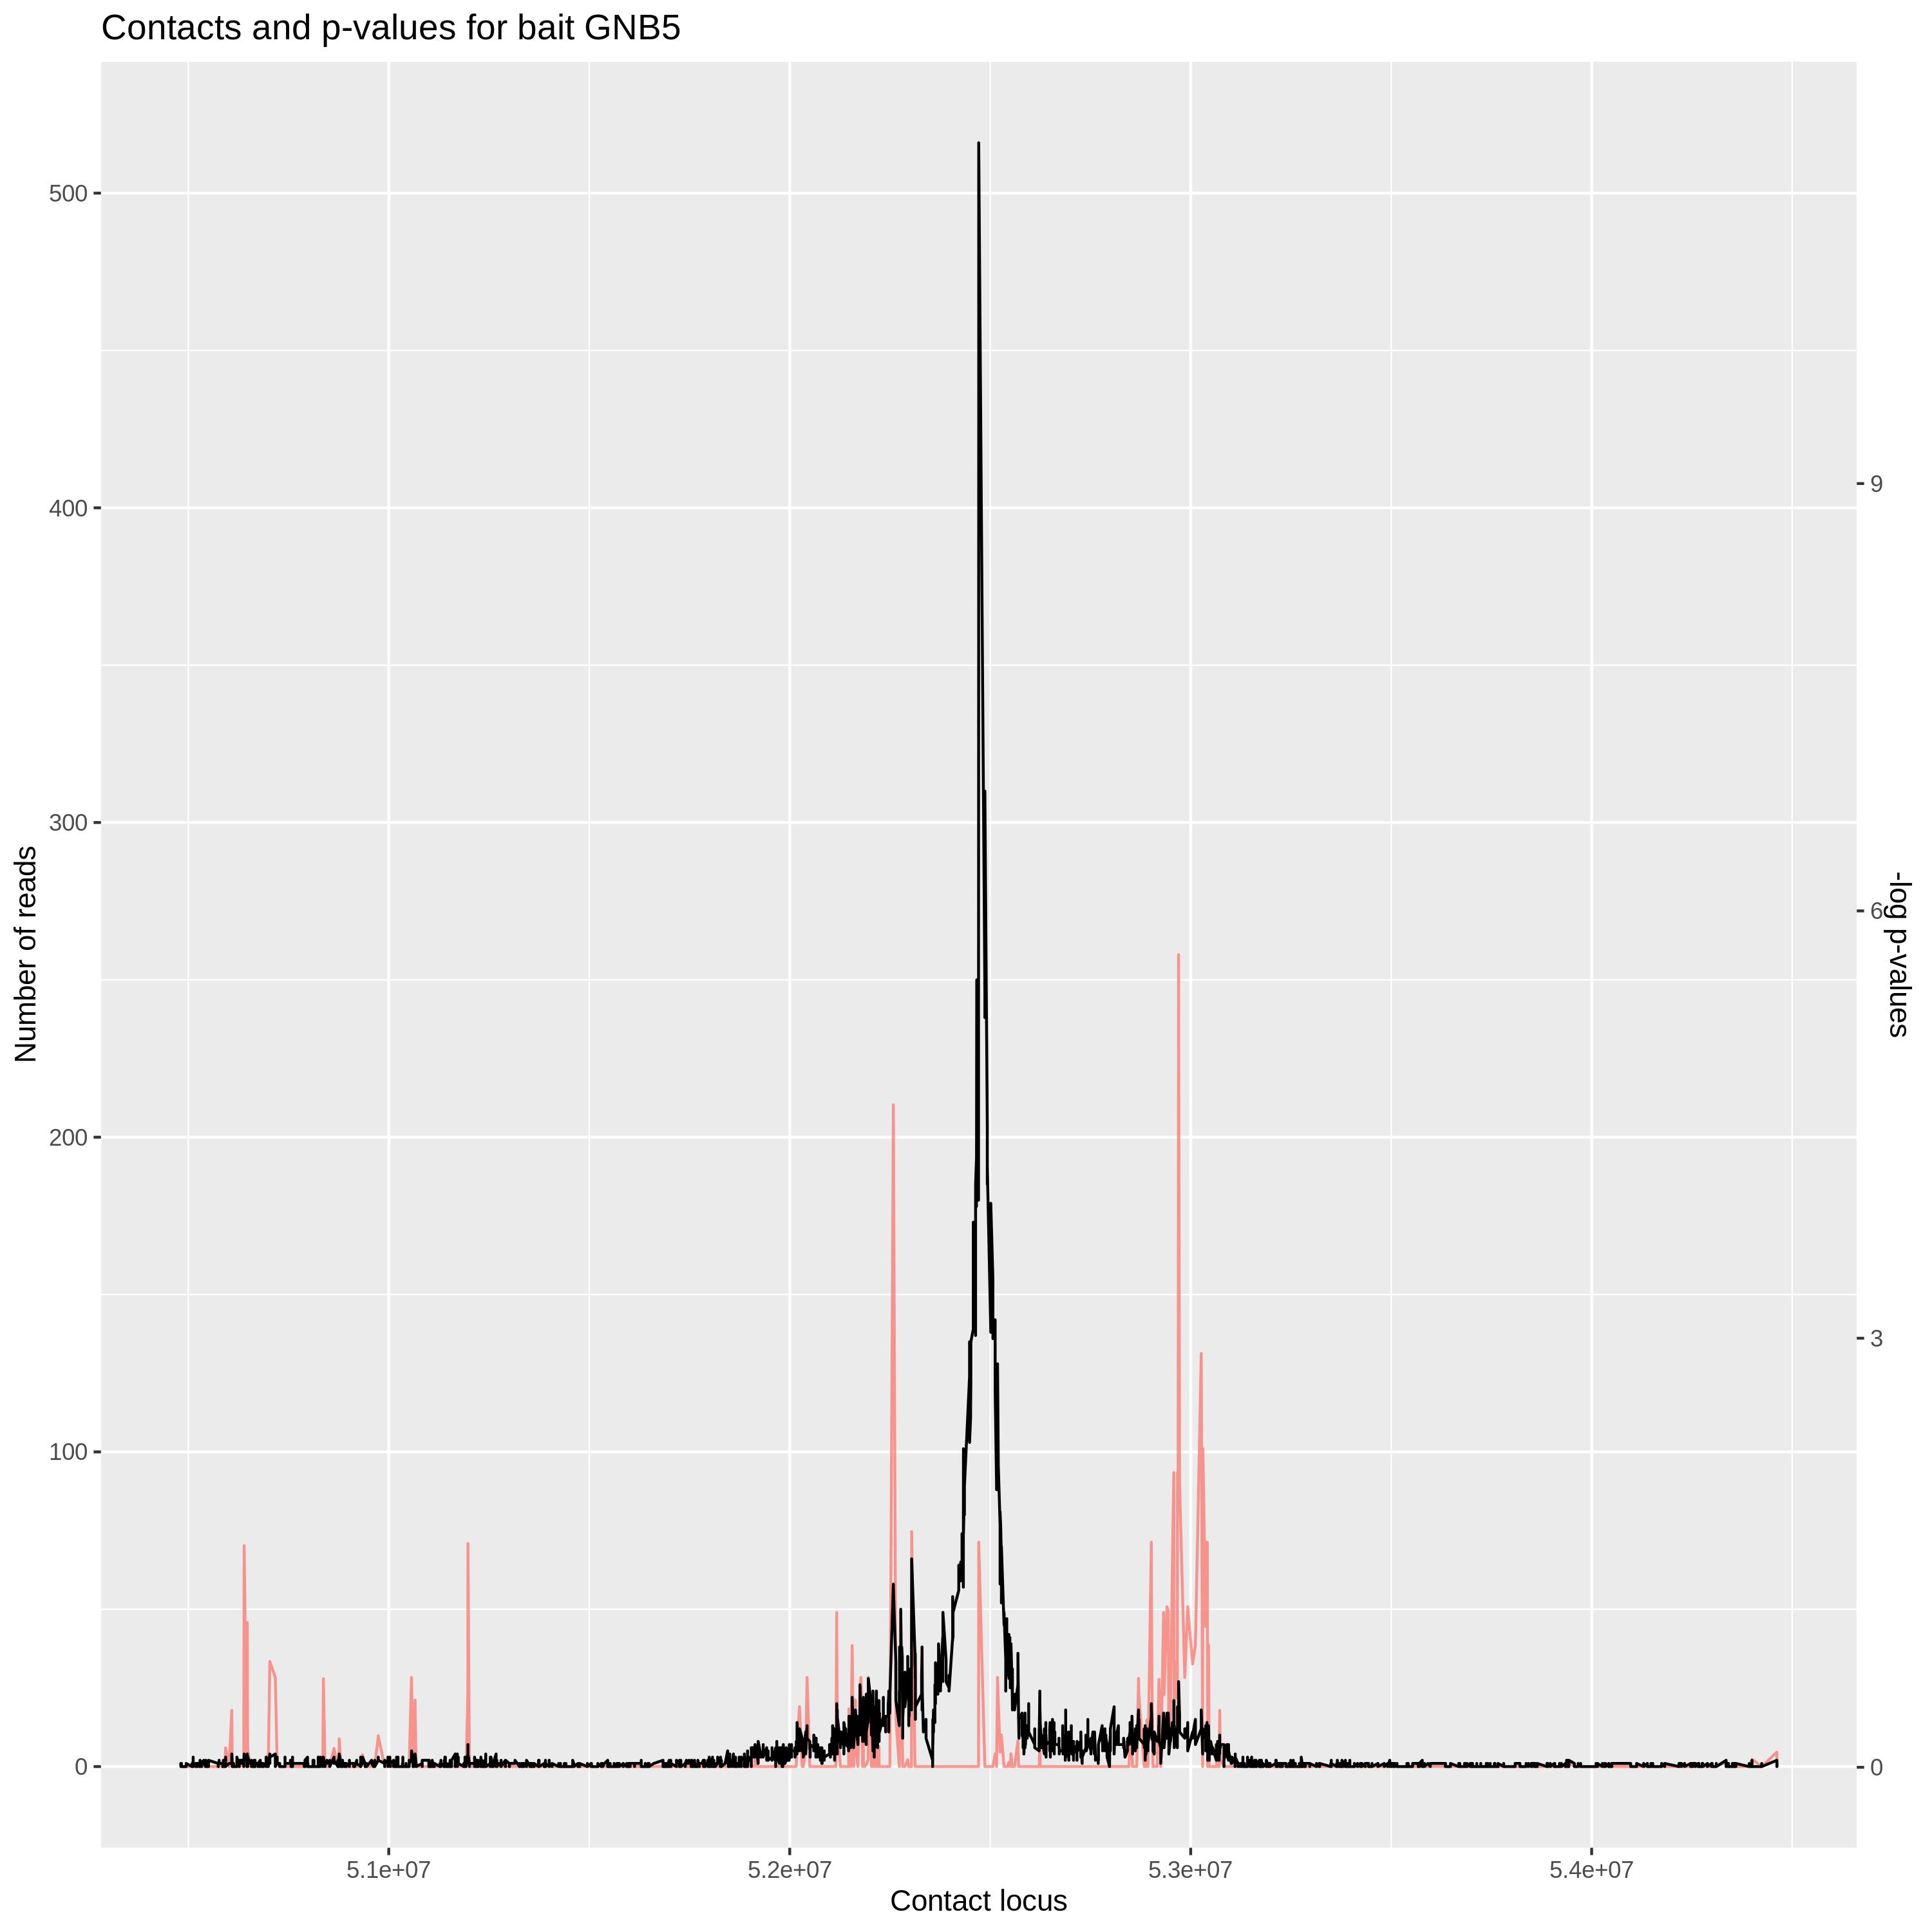 Contacts and p-values for bait GNB5
500
400
300
200
100
0
Number of reads
9
6
3
0
-log p-values
5.1e+07
5.2e+07
5.3e+07
5.4e+07
Contact locus